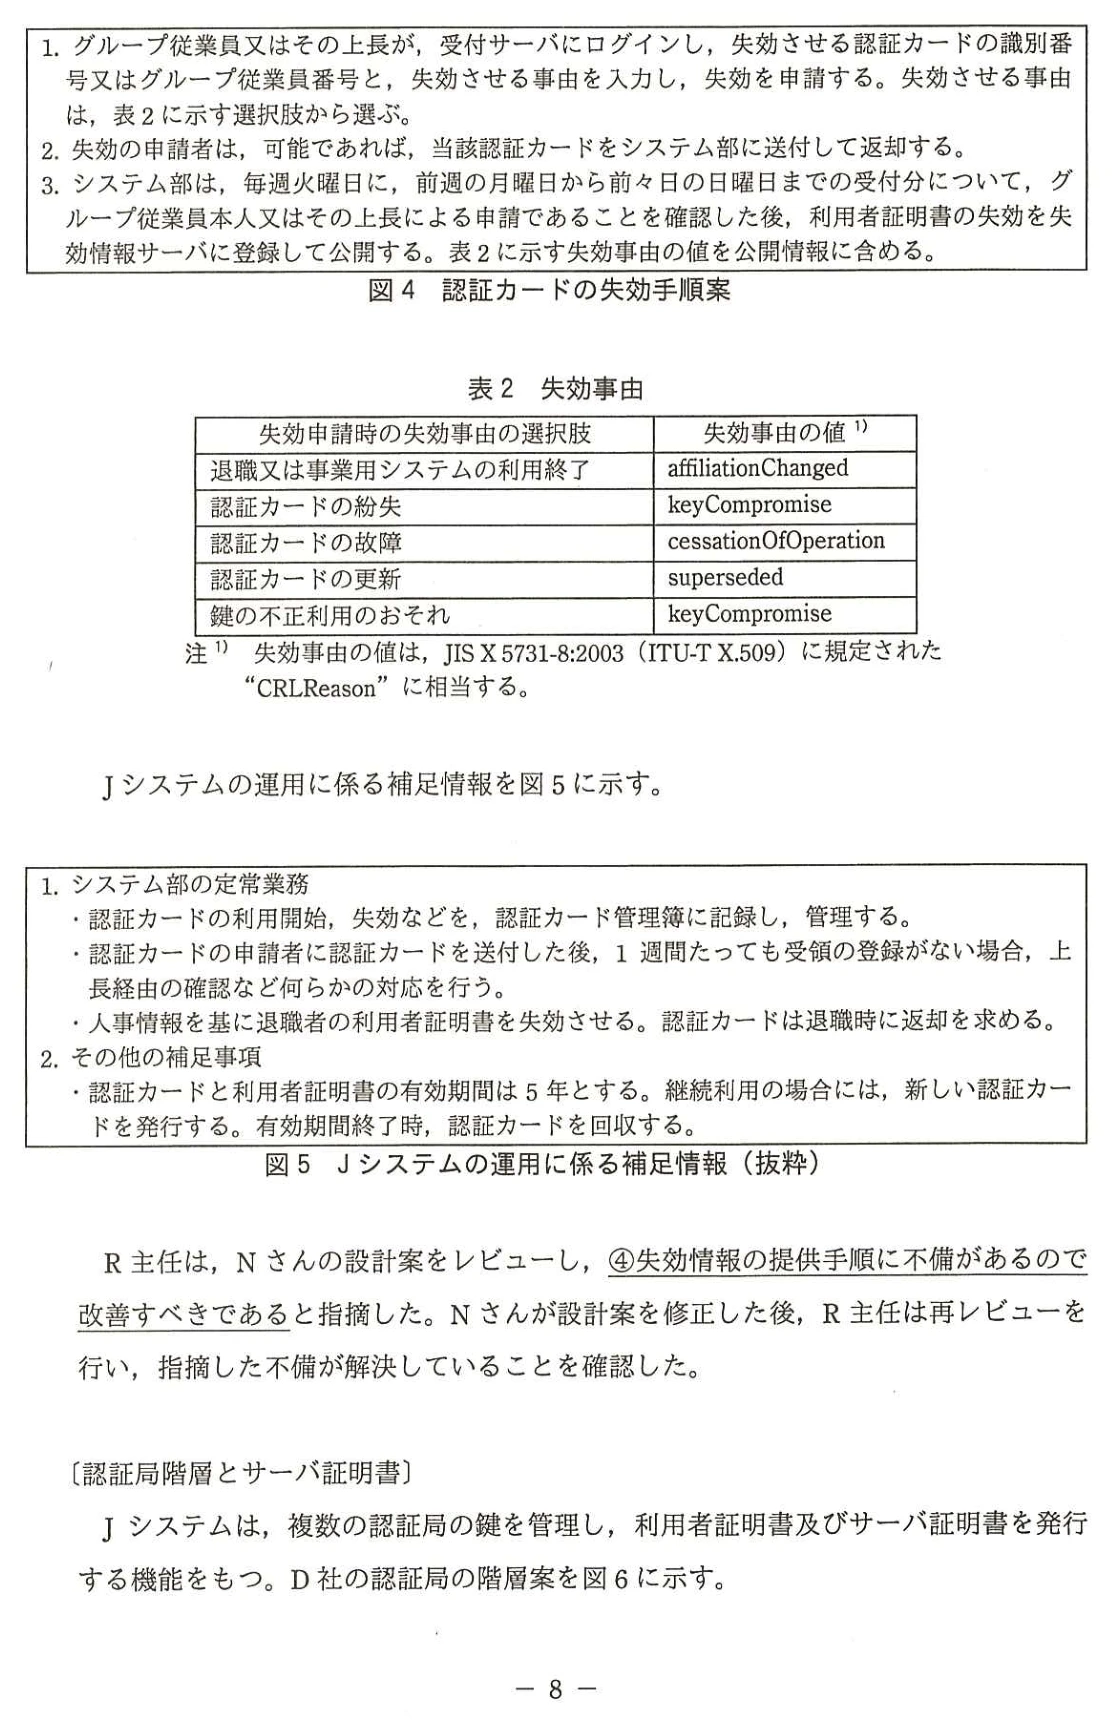 1. グループ従業員又はその上長が，受付サーバにログインし，失効させる認証カードの識別番
号又はグループ従業員番号と，失効させる事由を入力し，失効を申請する。失効させる事由
は，表2に示す選択肢から選ぶ。
2. 失効の申請者は，可能であれば，当該認証カードをシステム部に送付して返却する。
3. システム部は，毎週火曜日に，前週の月曜日から前々日の日曜日までの受付分について，グ
ループ従業員本人又はその上長による申請であることを確認した後，利用者証明書の失効を失
効情報サーバに登録して公開する。表2に示す失効事由の値を公開情報に含める。
図4　認証カードの失効手順案
表2　失効事由
失効申請時の失効事由の選択肢　失効事由の値 1)
退職又は事業用システムの利用終了　affiliationChanged
認証カードの紛失　keyCompromise
認証カードの故障　cessationOfOperation
認証カードの更新　superseded
鍵の不正利用のおそれ　keyCompromise
注 1)　失効事由の値は，JIS X 5731-8:2003（ITU-T X.509）に規定された
“CRLReason”に相当する。
Jシステムの運用に係る補足情報を図5に示す。
1. システム部の定常業務
・認証カードの利用開始，失効などを，認証カード管理簿に記録し，管理する。
・認証カードの申請者に認証カードを送付した後，1 週間たっても受領の登録がない場合，上
長経由の確認など何らかの対応を行う。
・人事情報を基に退職者の利用者証明書を失効させる。認証カードは退職時に返却を求める。
2. その他の補足事項
・認証カードと利用者証明書の有効期間は5年とする。継続利用の場合には，新しい認証カー
ドを発行する。有効期間終了時，認証カードを回収する。
図5　Jシステムの運用に係る補足情報（抜粋）
R 主任は，N さんの設計案をレビューし，④失効情報の提供手順に不備があるので
改善すべきであると指摘した。N さんが設計案を修正した後，R 主任は再レビューを
行い，指摘した不備が解決していることを確認した。
〔認証局階層とサーバ証明書〕
J システムは，複数の認証局の鍵を管理し，利用者証明書及びサーバ証明書を発行
する機能をもつ。D 社の認証局の階層案を図6に示す。
－ 8 －